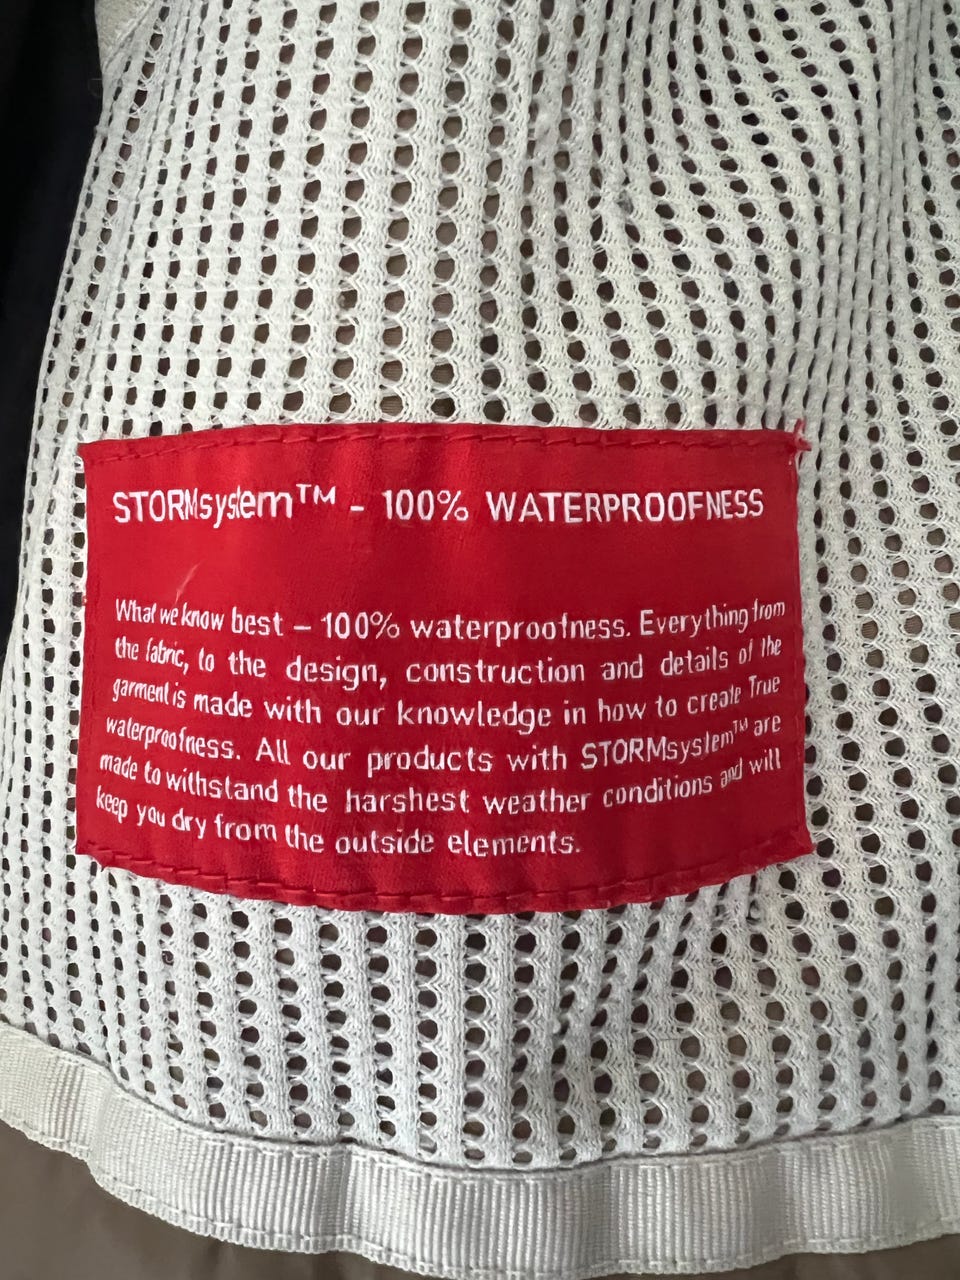 STORMsystem™ - 100% WATERPROOFNESS
What we know best – 100% waterproofness. Everything from
the fabric, to the design, construction and details of the
garment is made with our knowledge in how to create True
waterproofness. All our products with STORMsystem™ are
made to withstand the harshest weather conditions and will
keep you dry from the outside elements.